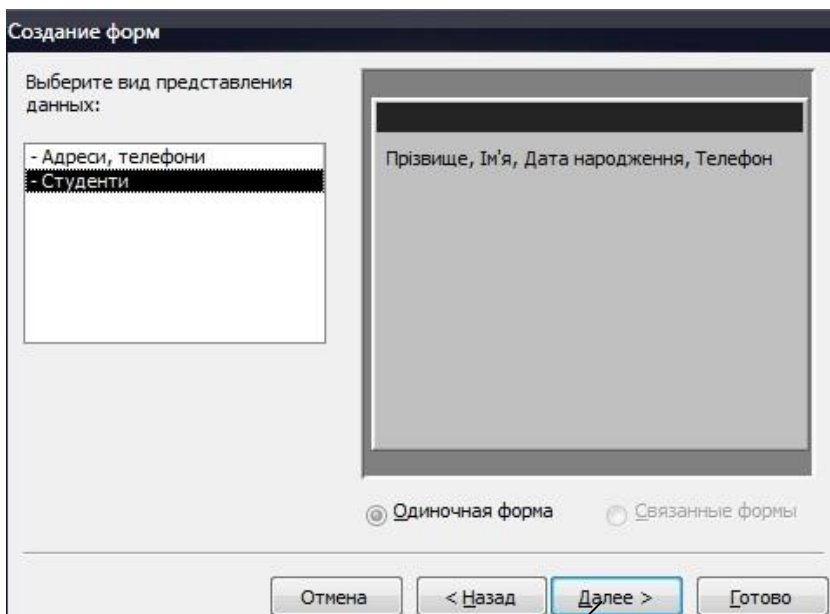 Создание форм
Выберите вид представления
данных:
- Адреси, телефони
- Студенти
Прізвище, Ім'я, Дата народження, Телефон
Одиночная форма
Связанные формы
Отмена
< Назад
Далее >
Готово